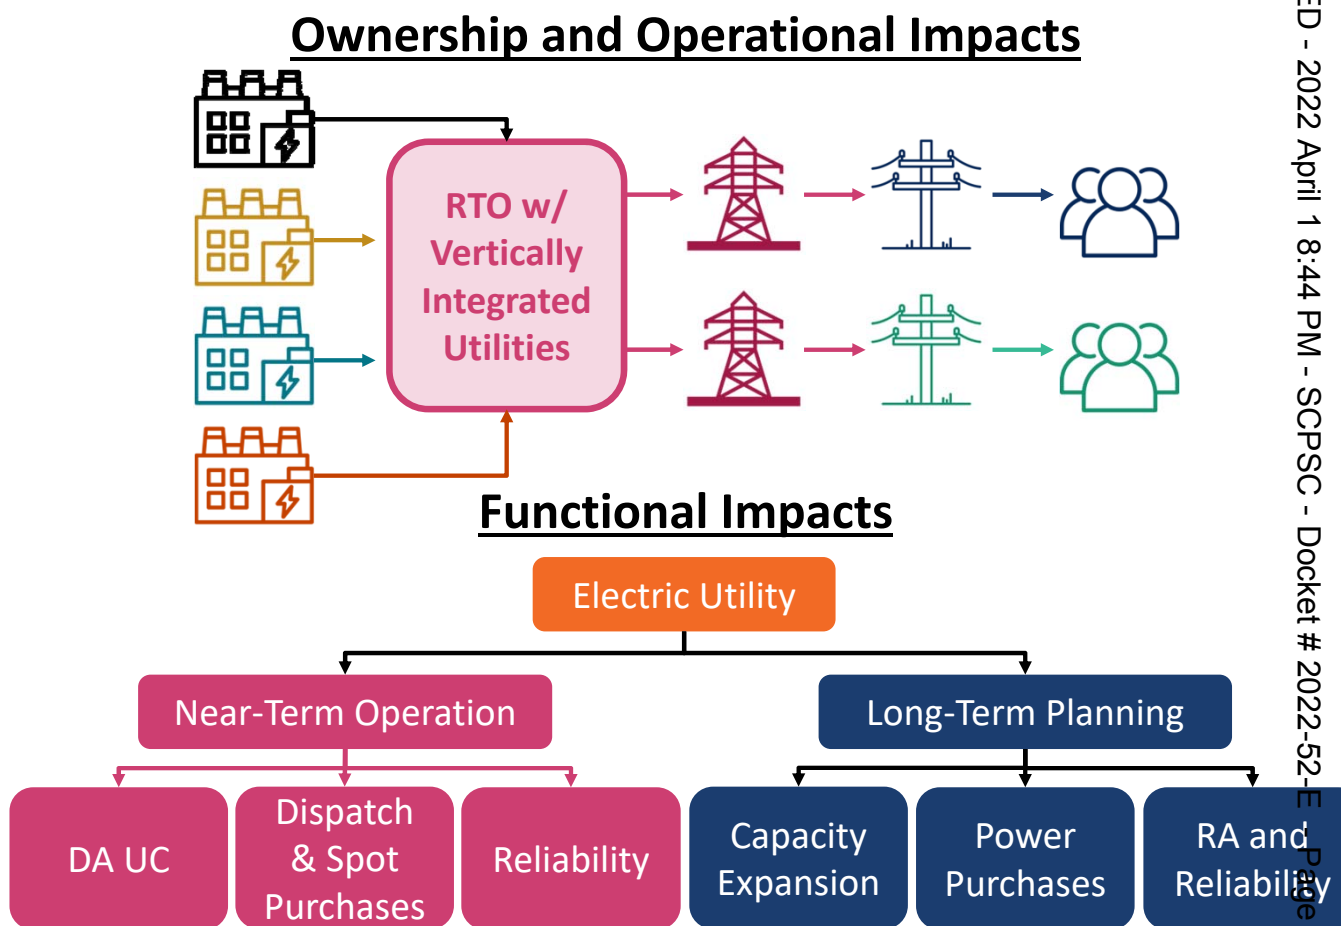 Ownership and Operational Impacts
RTO w/
Vertically
Integrated
Utilities
Functional Impacts
Electric Utility
Near-Term Operation
Long-Term Planning
DA UC
Dispatch
& Spot
Purchases
Reliability
Capacity
Expansion
Power
Purchases
RA and
Reliability
ED - 2022 April 1 8:44 PM - SCPSC - Docket # 2022-52-E - Page